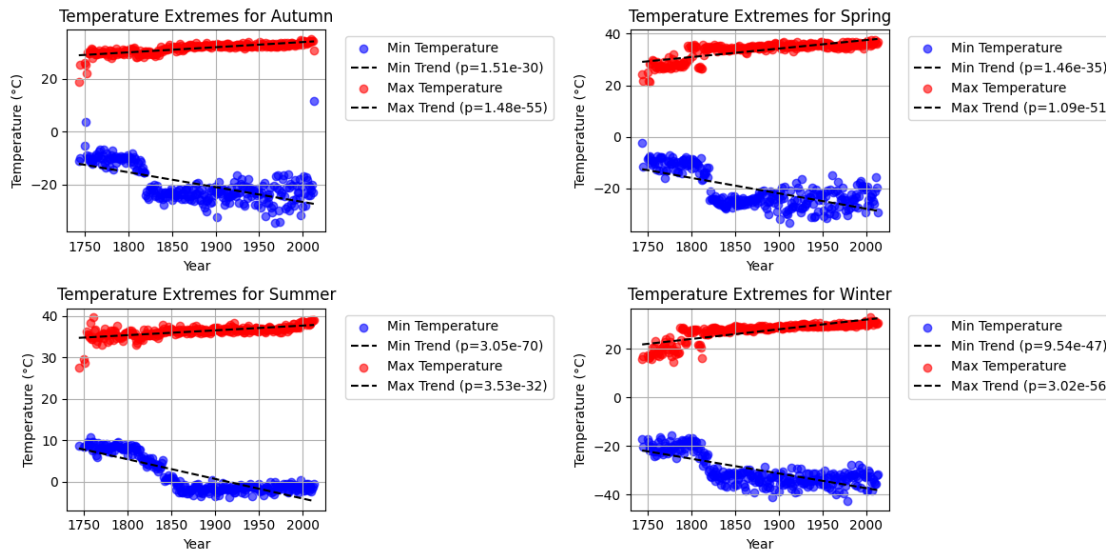 Temperature Extremes for Autumn
Temperature (°C)
20
0
−20
1750 1800 1850 1900 1950 2000
Year
Min Temperature
Min Trend (p=1.51e-30)
Max Temperature
Max Trend (p=1.48e-55)
Temperature Extremes for Spring
Temperature (°C)
40
20
0
−20
1750 1800 1850 1900 1950 2000
Year
Min Temperature
Min Trend (p=1.46e-35)
Max Temperature
Max Trend (p=1.09e-51
Temperature Extremes for Summer
Temperature (°C)
40
30
20
10
0
1750 1800 1850 1900 1950 2000
Year
Min Temperature
Min Trend (p=3.05e-70)
Max Temperature
Max Trend (p=3.53e-32)
Temperature Extremes for Winter
Temperature (°C)
20
0
−20
−40
1750 1800 1850 1900 1950 2000
Year
Min Temperature
Min Trend (p=9.54e-47)
Max Temperature
Max Trend (p=3.02e-56